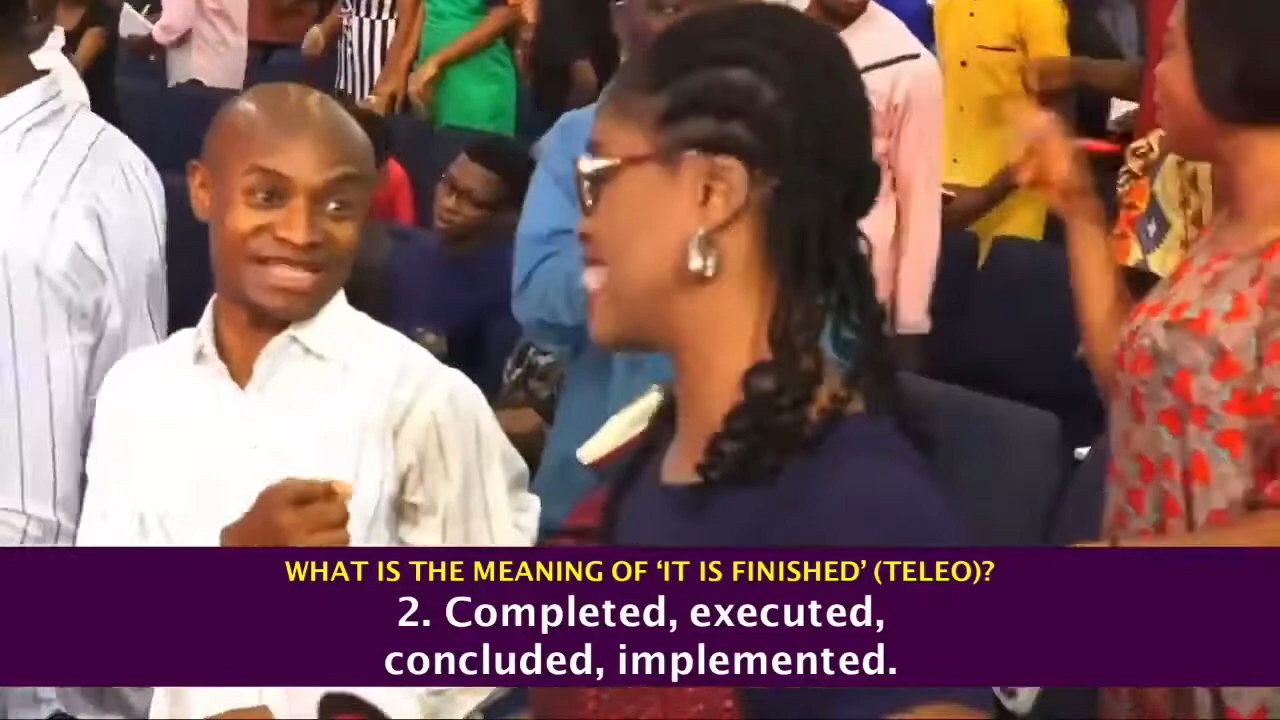 WHAT IS THE MEANING OF ‘IT IS FINISHED’ (TELEO)?
2. Completed, executed,
concluded, implemented.